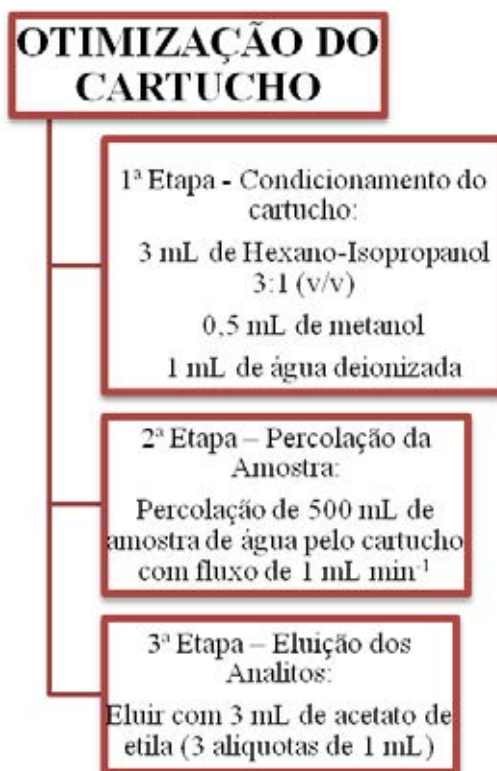 OTIMIZAÇÃO DO
CARTUCHO
1ª Etapa - Condicionamento do
cartucho:
3 mL de Hexano-Isopropanol
3:1 (v/v)
0,5 mL de metanol
1 mL de água deionizada
2ª Etapa – Percolação da
Amostra:
Percolação de 500 mL de
amostra de água pelo cartucho
com fluxo de 1 mL min⁻¹
3ª Etapa – Eluição dos
Analitos:
Eluir com 3 mL de acetato de
etila (3 aliquotas de 1 mL)